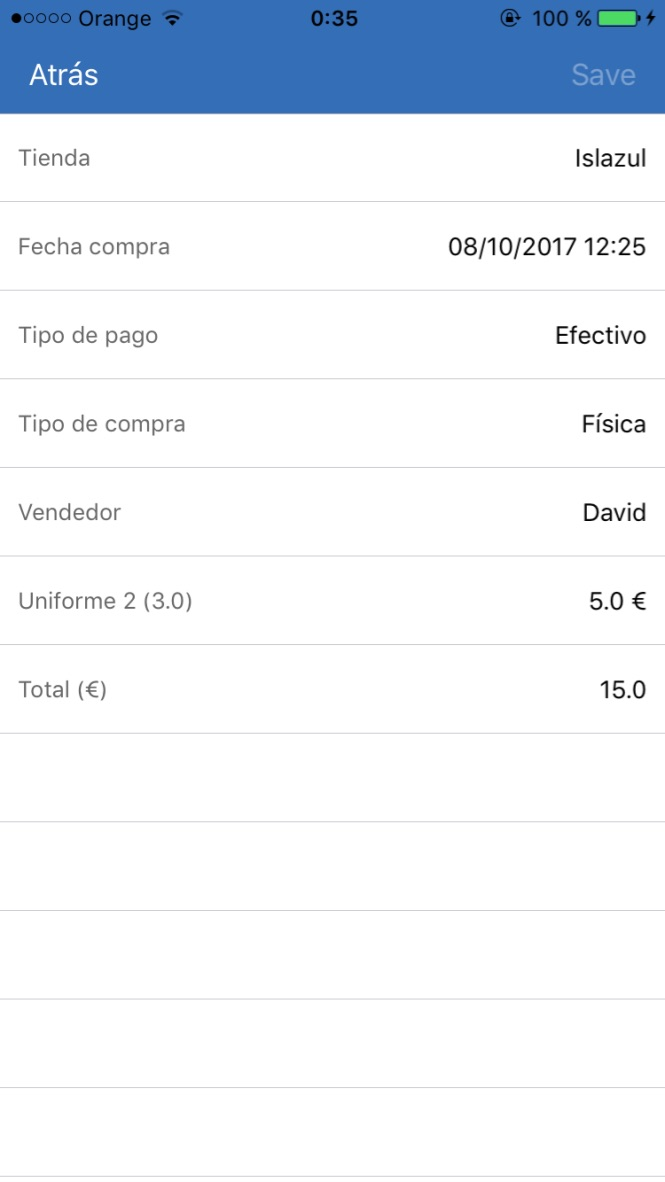 Orange 0:35 100 %
Atrás Save
Tienda Islazul
Fecha compra 08/10/2017 12:25
Tipo de pago Efectivo
Tipo de compra Física
Vendedor David
Uniforme 2 (3.0) 5.0 €
Total (€) 15.0